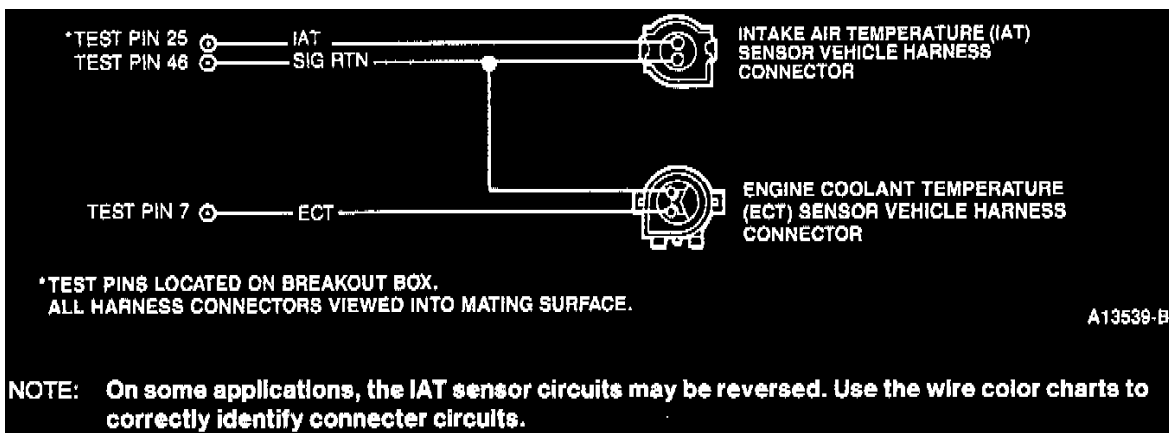 *TEST PIN 25 IAT
TEST PIN 46 SIG RTN
INTAKE AIR TEMPERATURE (IAT)
SENSOR VEHICLE HARNESS
CONNECTOR
TEST PIN 7 ECT
ENGINE COOLANT TEMPERATURE
(ECT) SENSOR VEHICLE HARNESS
CONNECTOR
*TEST PINS LOCATED ON BREAKOUT BOX.
ALL HARNESS CONNECTORS VIEWED INTO MATING SURFACE.
A13539-B
NOTE: On some applications, the IAT sensor circuits may be reversed. Use the wire color charts to
correctly identify connecter circuits.